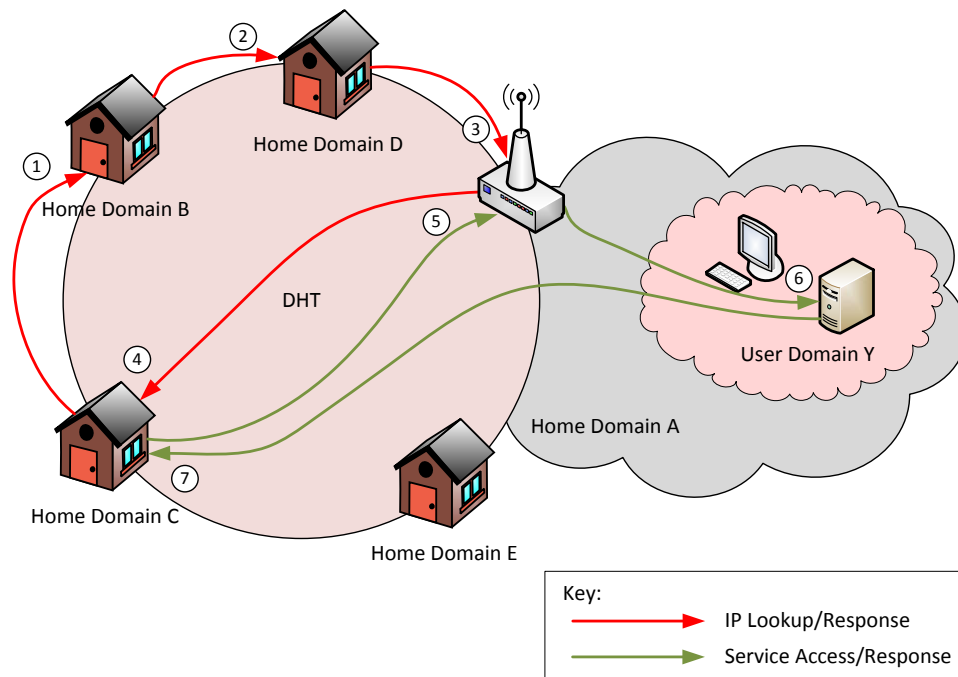 2
1
3
Home Domain D
Home Domain B
5
6
DHT
User Domain Y
4
Home Domain A
7
Home Domain C
Home Domain E
Key:
IP Lookup/Response
Service Access/Response